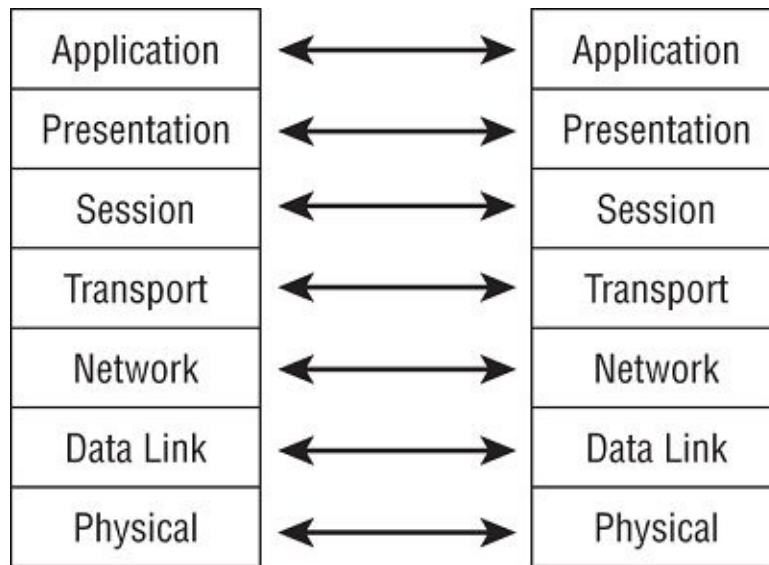 Application Application
Presentation Presentation
Session Session
Transport Transport
Network Network
Data Link Data Link
Physical Physical